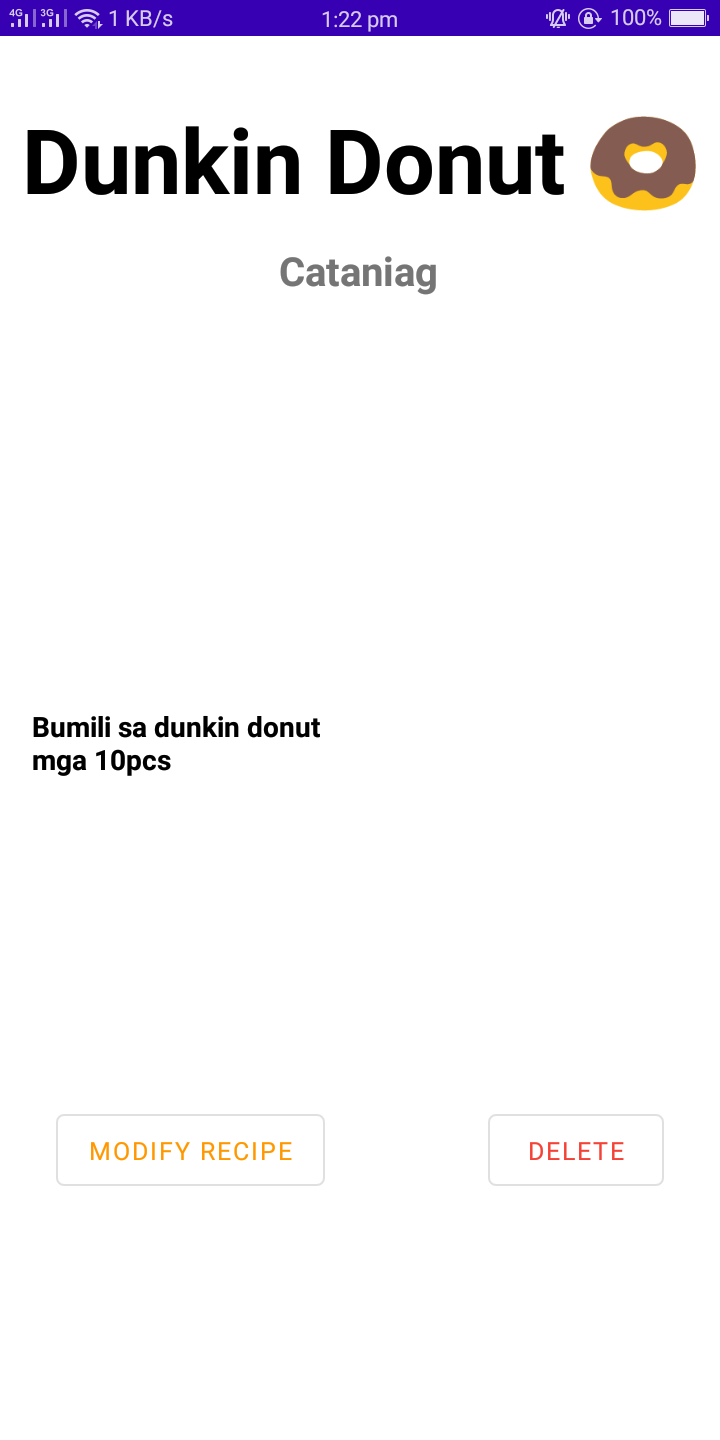 4G 3G 1 KB/s 1:22 pm 100%
Dunkin Donut 🍩
Cataniag
Bumili sa dunkin donut
mga 10pcs
MODIFY RECIPE DELETE